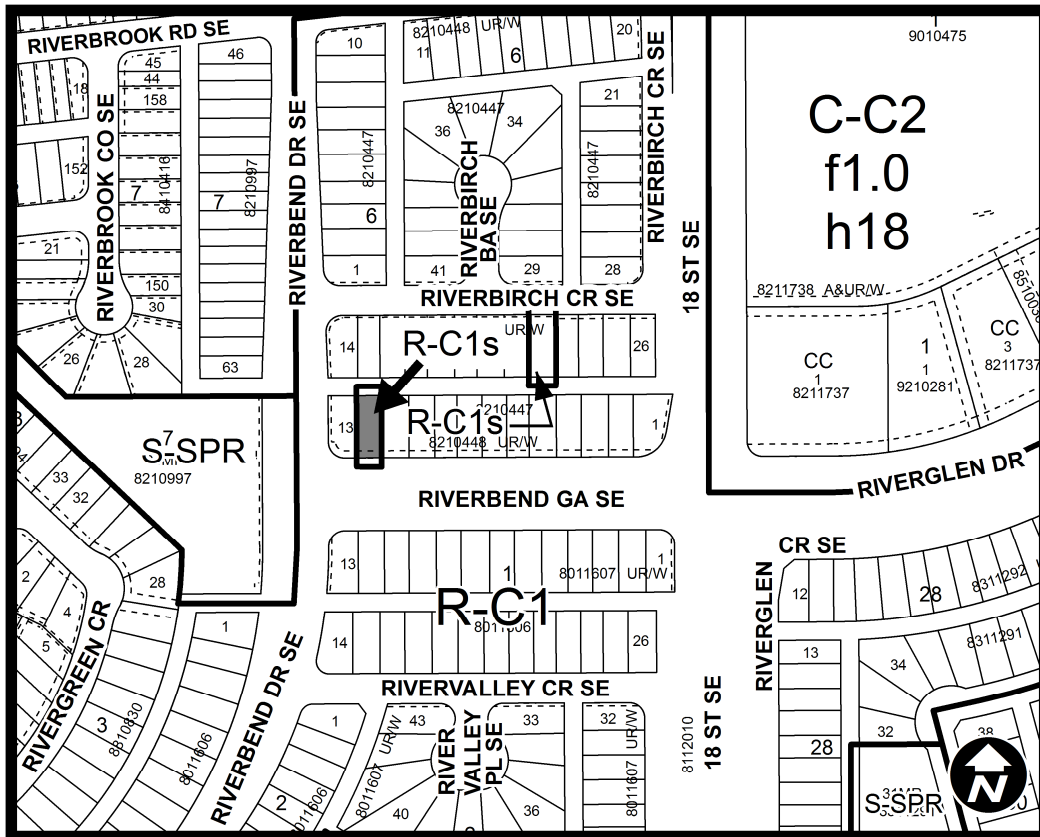 RIVERBROOK RD SE
46
45
44
158
18
152
7
8410416
7
8210997
21
150
30
26
28
63
RIVERBROOK CO SE
RIVERBEND DR SE
10
8210448 UR/W
11
6
20
21
8210447
36
34
8210447
8210447
6
RIVERBIRCH
BA SE
1
41
29
28
RIVERBIRCH CR SE
18 ST SE
9010475
C-C2
f1.0
h18
8211738 A&UR/W
CC
1
8211737
1
1
9210281
CC
3
8211737
RIVERBIRCH CR SE
UR/W
14
R-C1s
26
13
8210447
R-C1s
8210448 UR/W
1
7
S-SPR
8210997
33
32
28
RIVERBEND GA SE
RIVERGLEN DR
13
1
8011607 UR/W
1
R-C1
8011606
14
26
RIVERGLEN
CR SE
12
28
8311292
8311291
13
34
32
38
28
2
4
5
RIVERGREEN CR
3
8310830
1
8011606
RIVERBEND DR SE
RIVERVALLEY CR SE
1
43
33
32
UR/W
8011607
UR/W
8011607
RIVER
VALLEY
PL SE
2
8011606
40
36
8112010
18 ST SE
S-SPR
N